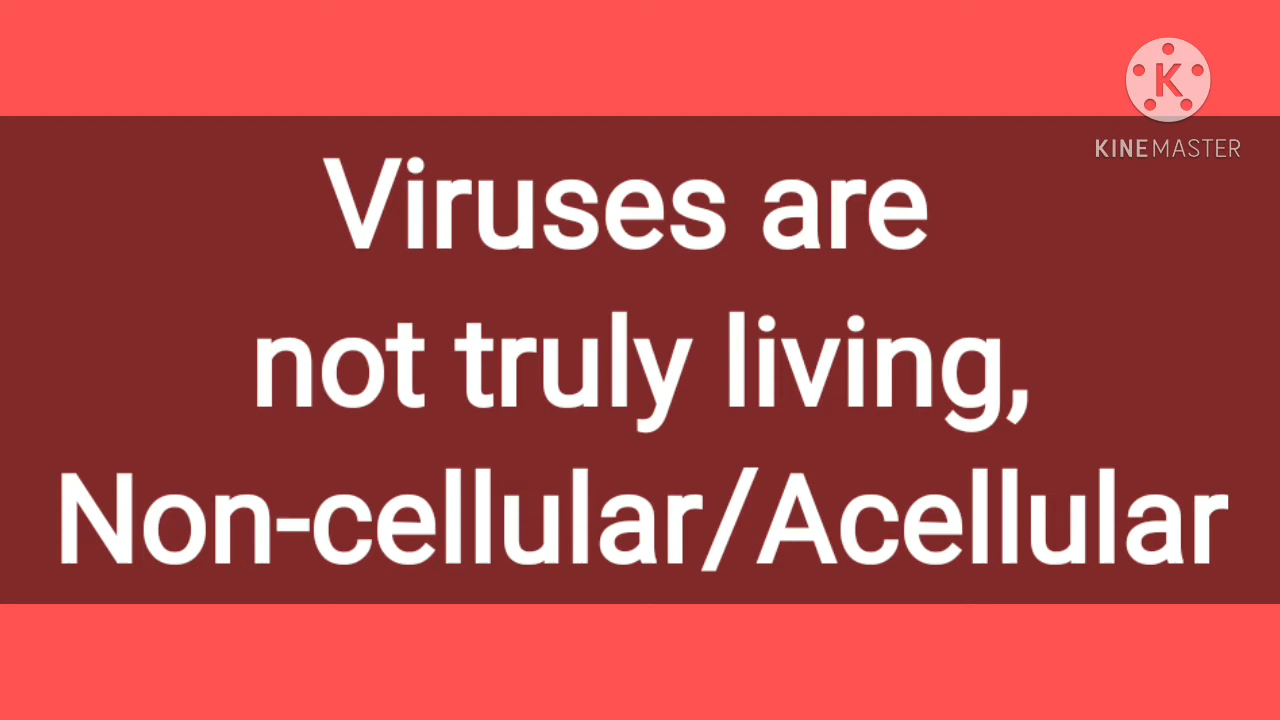 K
KINEMASTER
Viruses are
not truly living,
Non-cellular/Acellular